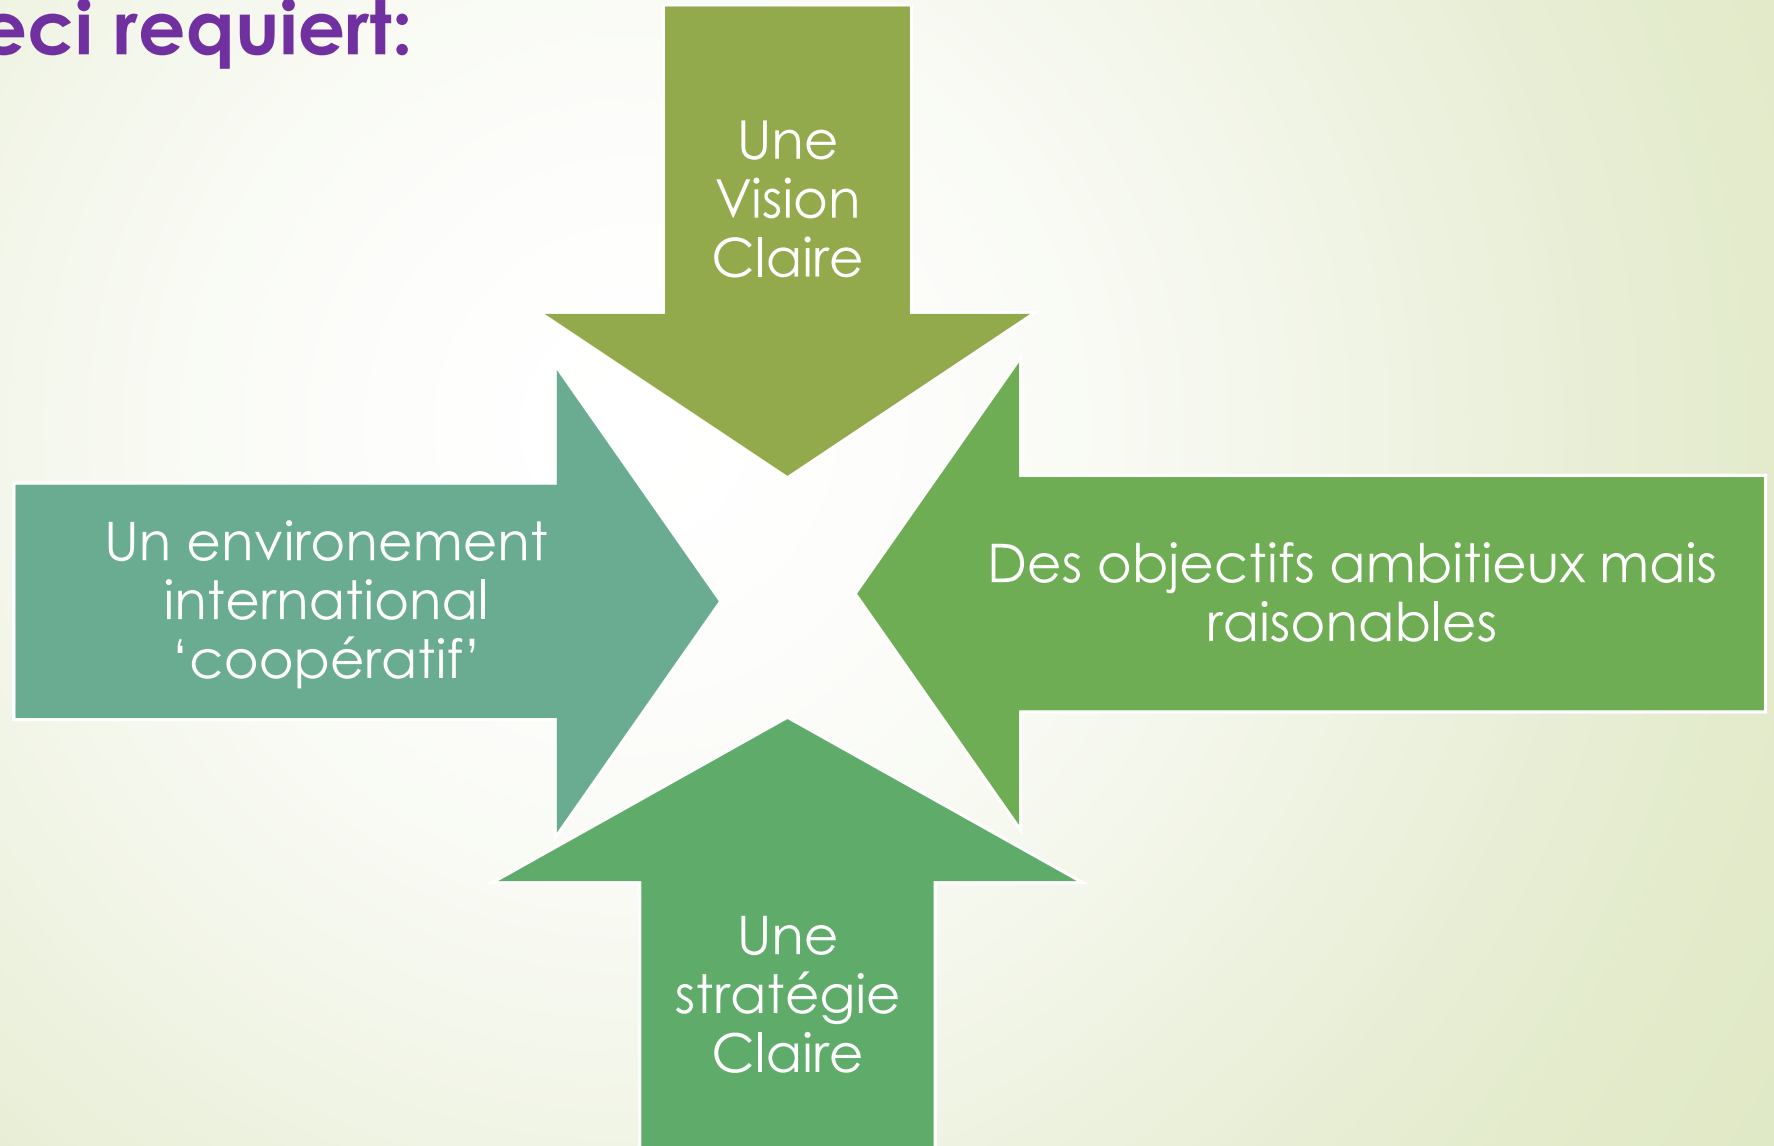 eci requiert:
Une
Vision
Claire
Un environement
international
‘coopératif’
Des objectifs ambitieux mais
raisonables
Une
stratégie
Claire